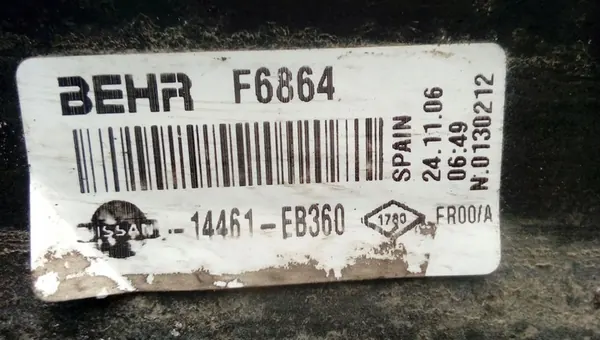 BEHR F6864
NISSAN 14461-EB360 1780 FR00/A
SPAIN
24.11.06
06:49
N.0130212